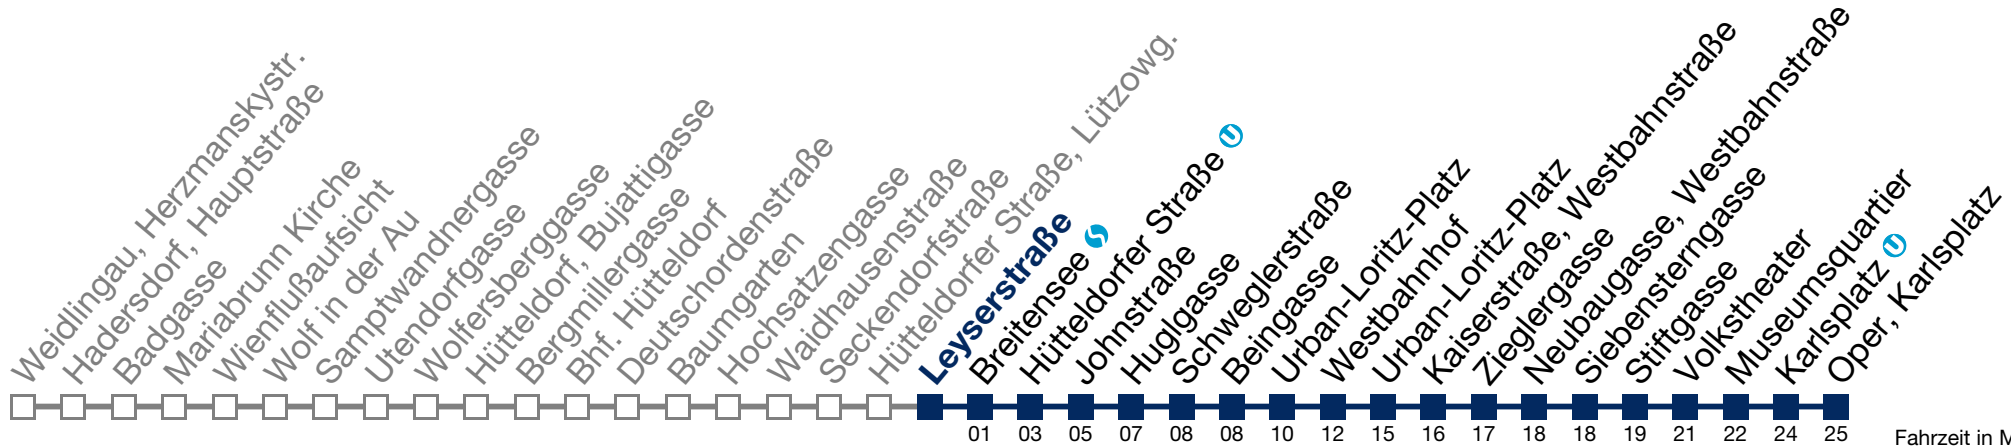 Weidlingau, Herzmanskystr.
Hadersdorf, Hauptstraße
Badgasse
Mariabrunn Kirche
Wienflußaufsicht
Wolf in der Au
Samptwandnergasse
Utendorfgasse
Wolfersberggasse
Hütteldorf, Bujattigasse
Bergmillergasse
Bhf. Hütteldorf
Deutschordenstraße
Baumgarten
Hochsatzengasse
Waidhausenstraße
Seckendorfstraße
Hütteldorfer Straße, Lützowg.
Leyserstraße
Breitensee
Hütteldorfer Straße U
Johnstraße
Huglgasse
Schweglerstraße
Beingasse
Urban-Loritz-Platz
Westbahnhof
Urban-Loritz-Platz
Kaiserstraße, Westbahnstraße
Zieglergasse
Neubaugasse, Westbahnstraße
Siebensterngasse
Stiftgasse
Volkstheater
Museumsquartier
Karlsplatz U
Oper, Karlsplatz
01 03 05 07 08 08 10 12 15 16 17 18 18 19 21 22 24 25
Fahrzeit in M